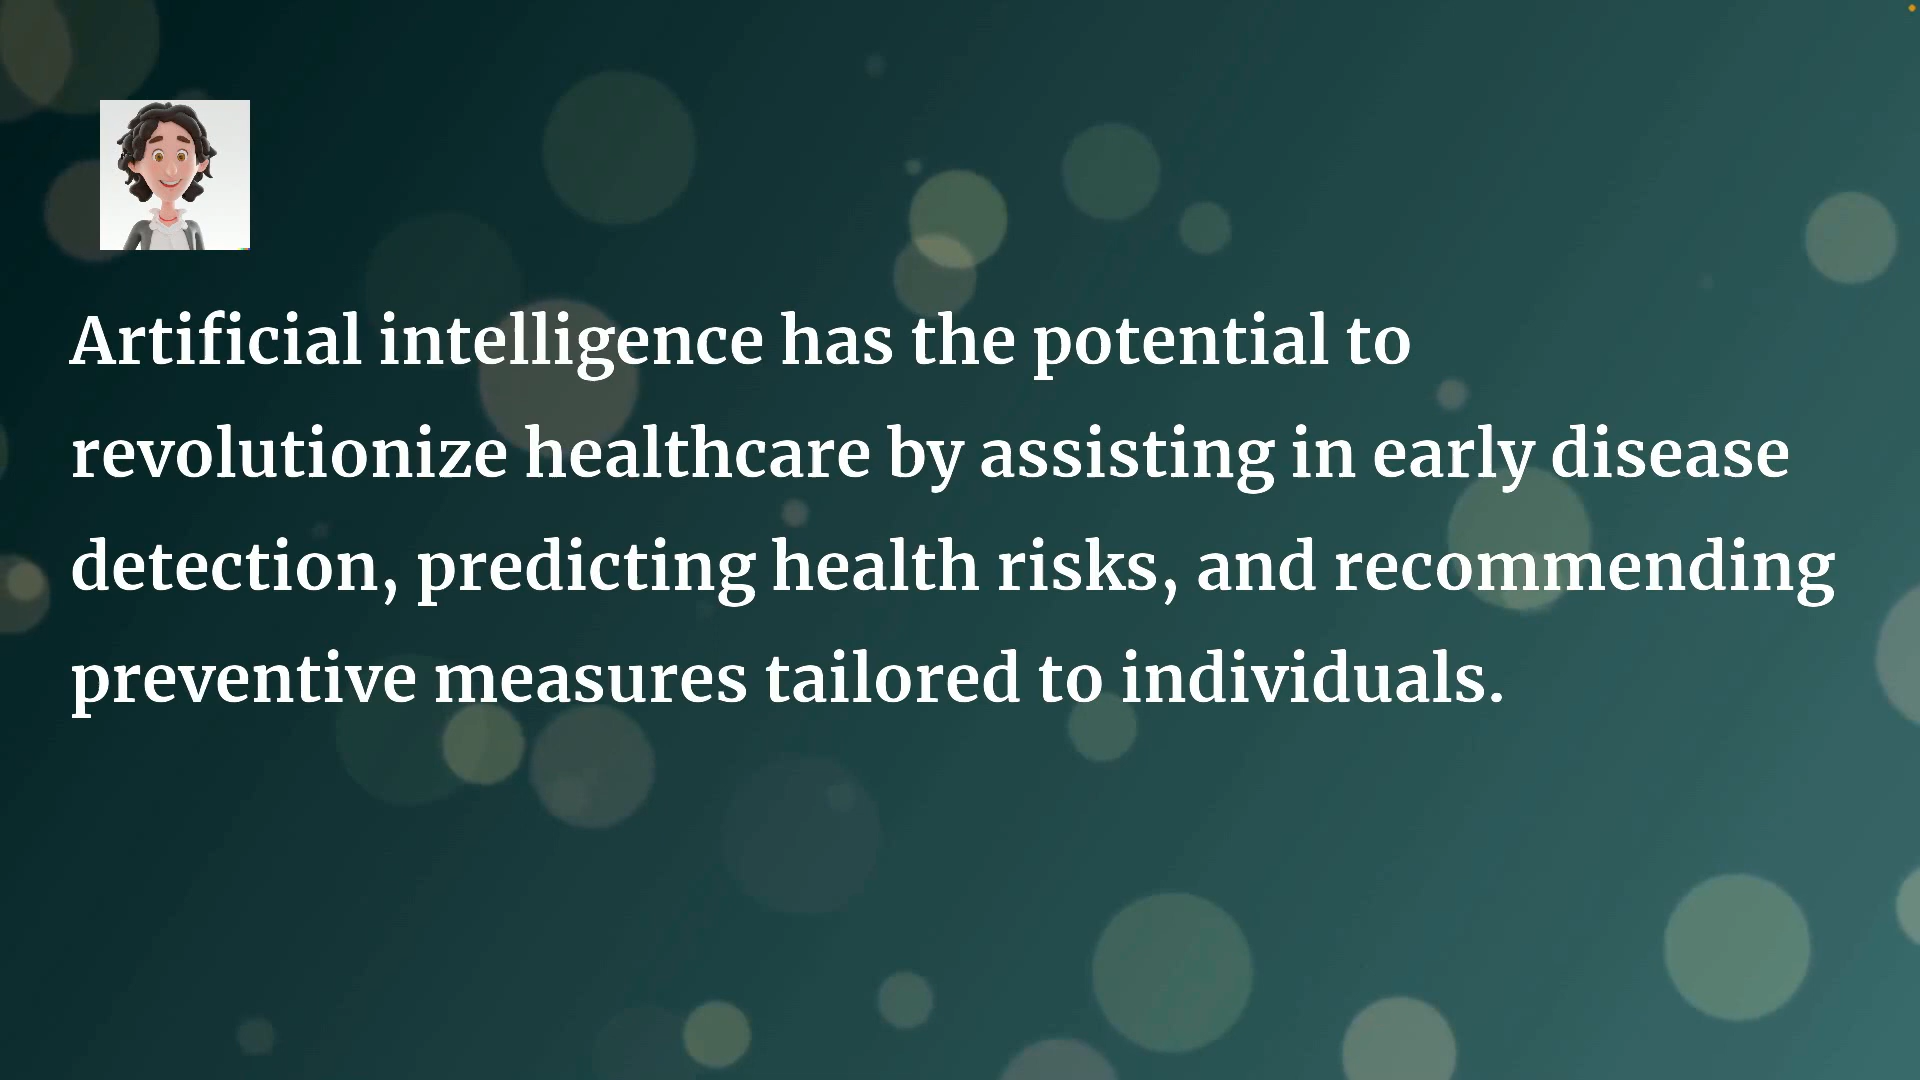 Artificial intelligence has the potential to
revolutionize healthcare by assisting in early disease
detection, predicting health risks, and recommending
preventive measures tailored to individuals.